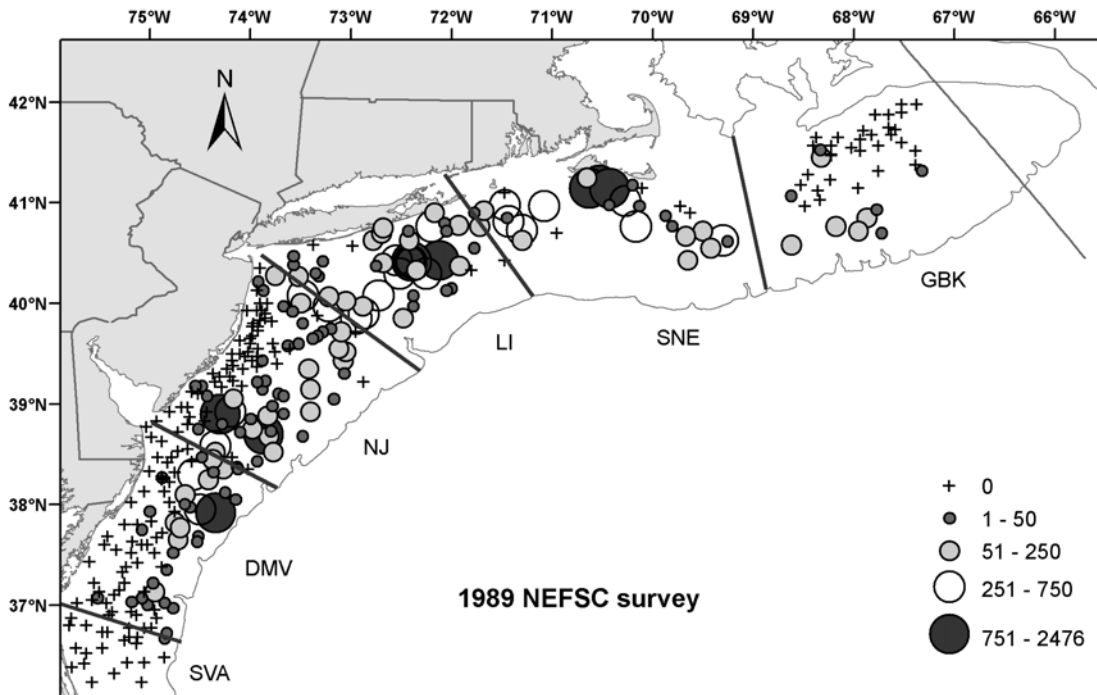 75°W 74°W 73°W 72°W 71°W 70°W 69°W 68°W 67°W 66°W
N
42°N
41°N
40°N
39°N
38°N
37°N
GBK
SNE
LI
NJ
DMV
SVA
1989 NEFSC survey
0
1 - 50
51 - 250
251 - 750
751 - 2476